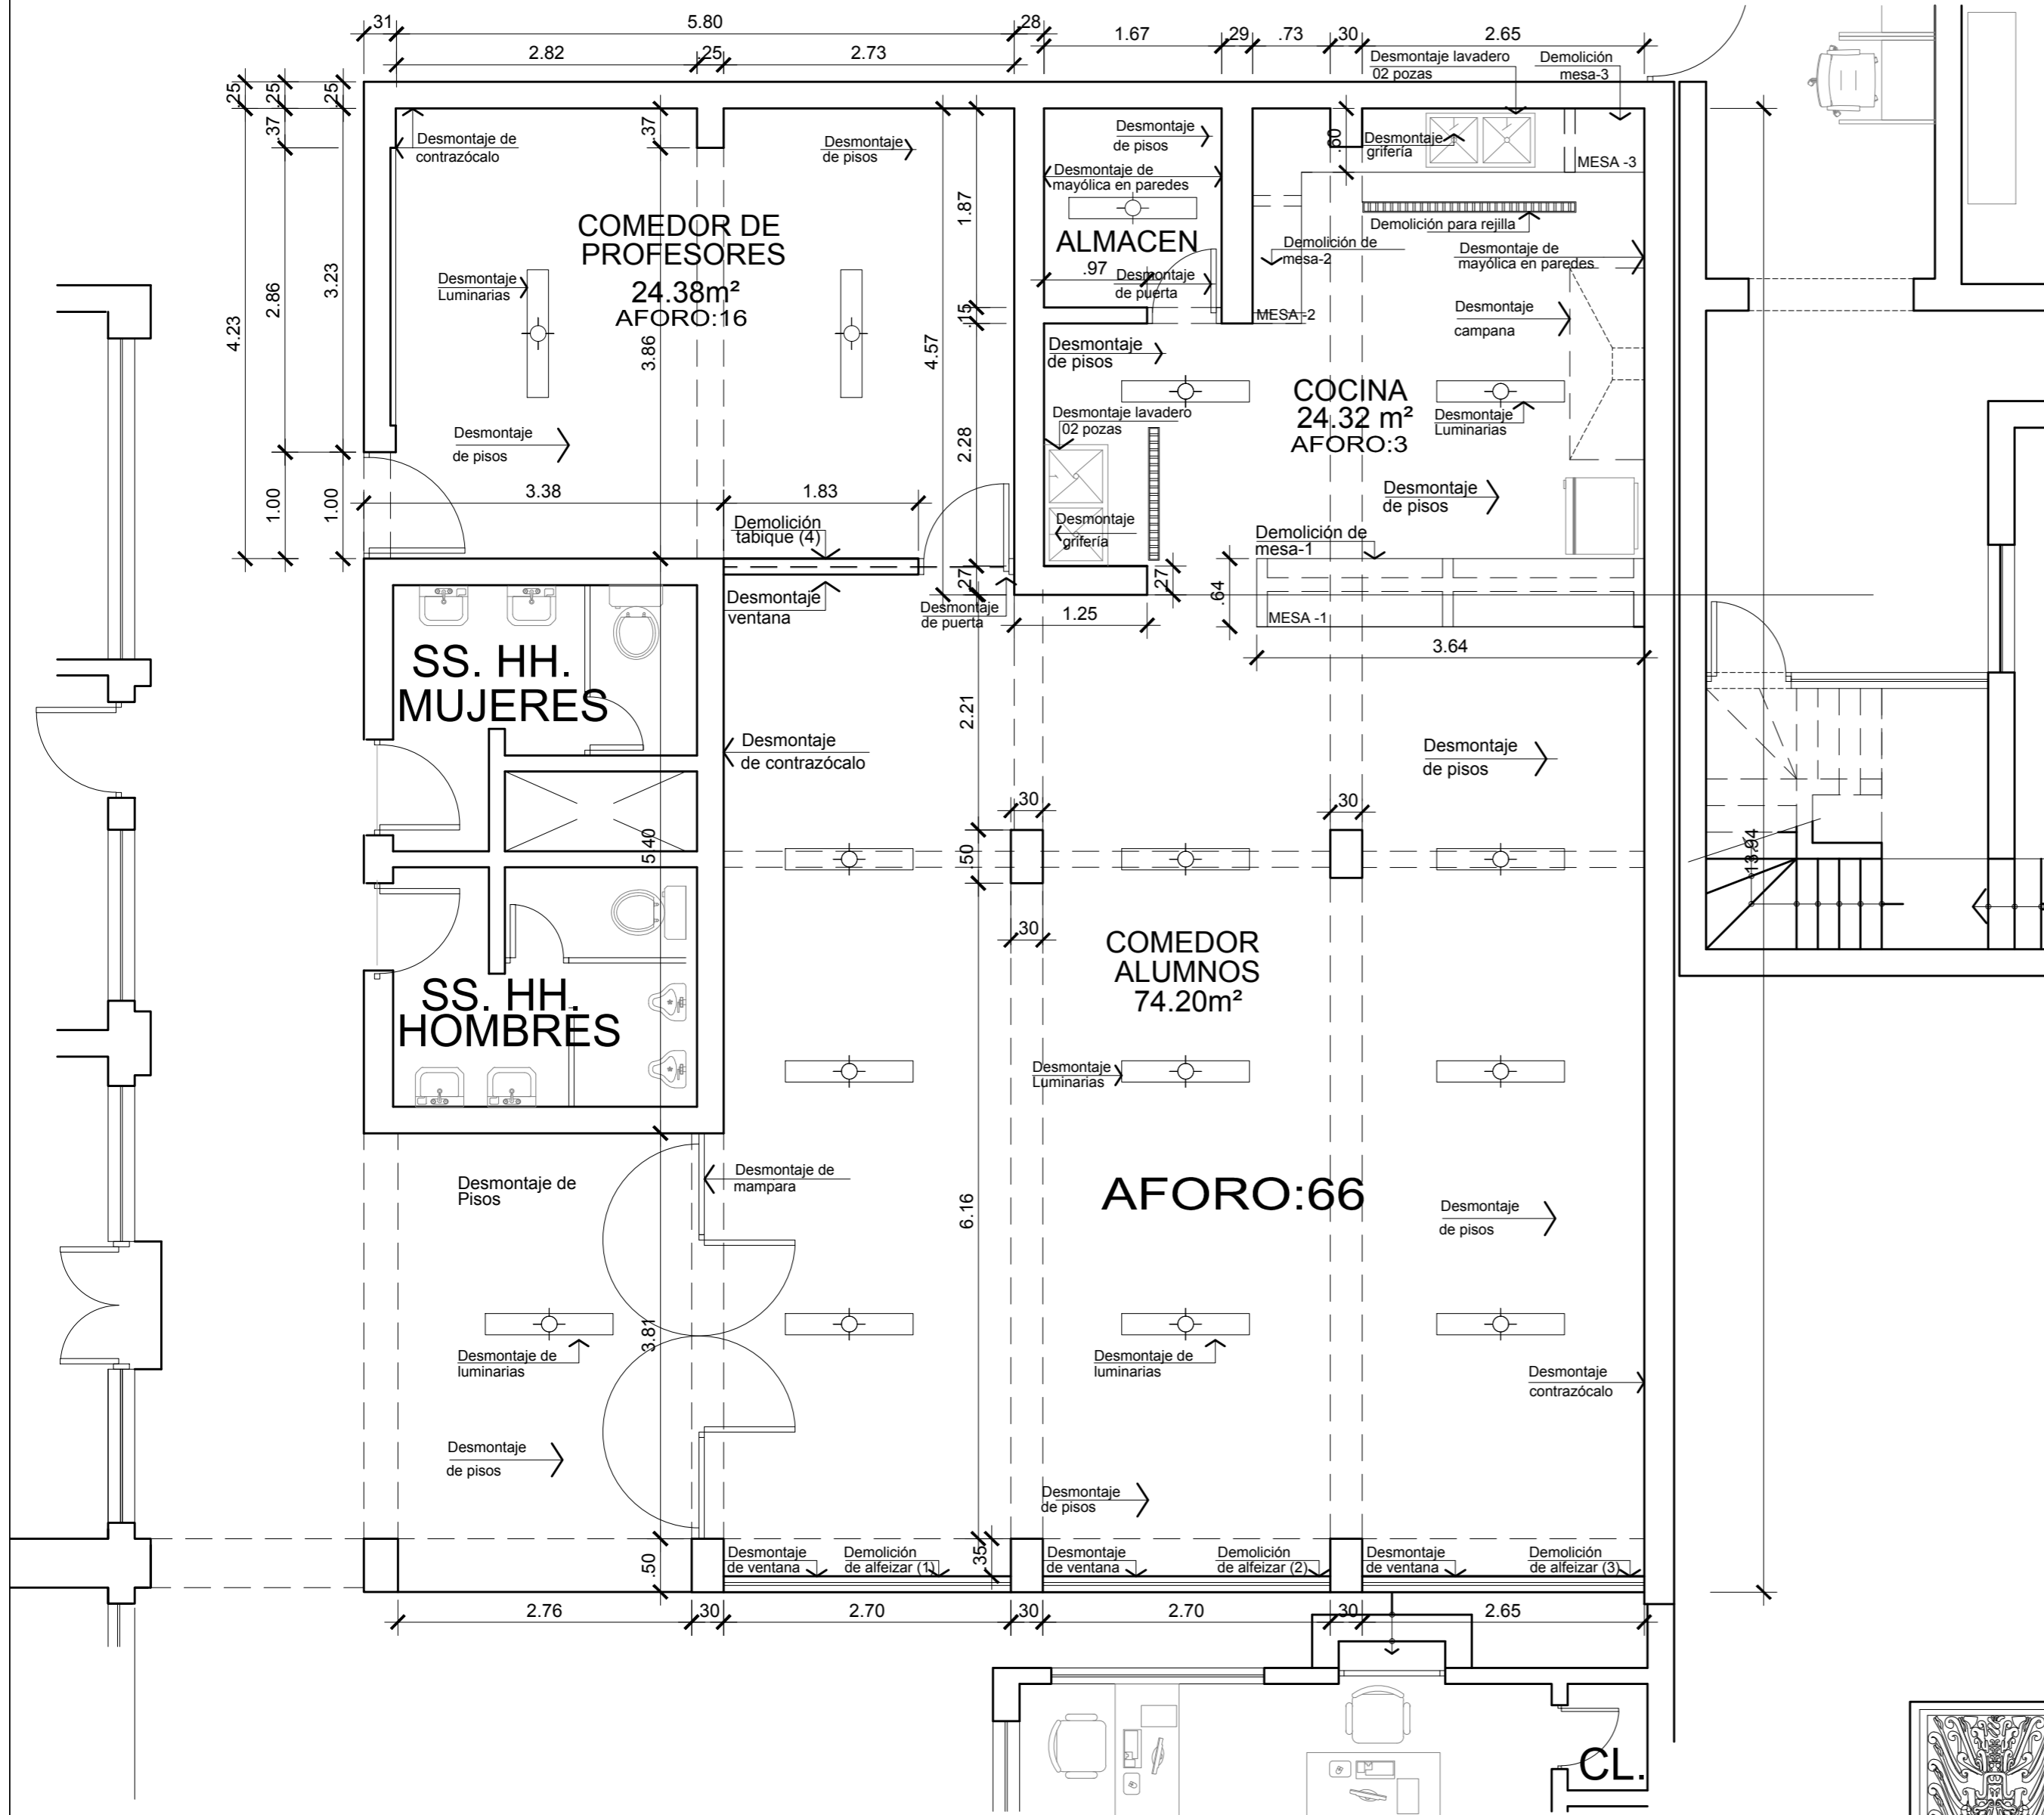 .31
5.80
.28
1.67
.29
.73
.30
2.65
2.82
.25
2.73
Desmontaje lavadero
02 pozas
Demolición
mesa-3
.25
.25
.25
.37
.37
Desmontaje de
contrazócalo
Desmontaje
de pisos
Desmontaje
de pisos
.60
Desmontaje
grifería
MESA -3
Desmontaje de
mayólica en paredes
1.87
COMEDOR DE
PROFESORES
24.38m²
AFORO:16
ALMACEN
Demolición para rejilla
Demolición de
mesa-2
Desmontaje de
mayólica en paredes
.97
Desmontaje
de puerta
Desmontaje
Luminarias
4.23
2.86
3.23
3.86
4.57
.15
MESA -2
Desmontaje
campana
Desmontaje
de pisos
COCINA
24.32 m²
AFORO:3
Desmontaje
Luminarias
Desmontaje lavadero
02 pozas
Desmontaje
de pisos
2.28
1.00
1.00
3.38
1.83
Desmontaje
de pisos
Demolición
tabique (4)
Desmontaje
grifería
Demolición de
mesa-1
.27
.27
.64
Desmontaje
ventana
Desmontaje
de puerta
1.25
MESA -1
3.64
SS. HH.
MUJERES
2.21
Desmontaje
de contrazócalo
Desmontaje
de pisos
.30
.30
5.40
.50
13.94
.30
COMEDOR
ALUMNOS
74.20m²
SS. HH.
HOMBRES
Desmontaje
Luminarias
Desmontaje de
Pisos
Desmontaje de
mampara
AFORO:66
6.16
Desmontaje
de pisos
3.81
Desmontaje de
luminarias
Desmontaje de
luminarias
Desmontaje
contrazócalo
Desmontaje
de pisos
Desmontaje
de pisos
.50
Desmontaje
de ventana
Demolición
de alfeizar (1)
.35
Desmontaje
de ventana
Demolición
de alfeizar (2)
Desmontaje
de ventana
Demolición
de alfeizar (3)
2.76
.30
2.70
.30
2.70
.30
2.65
CL.